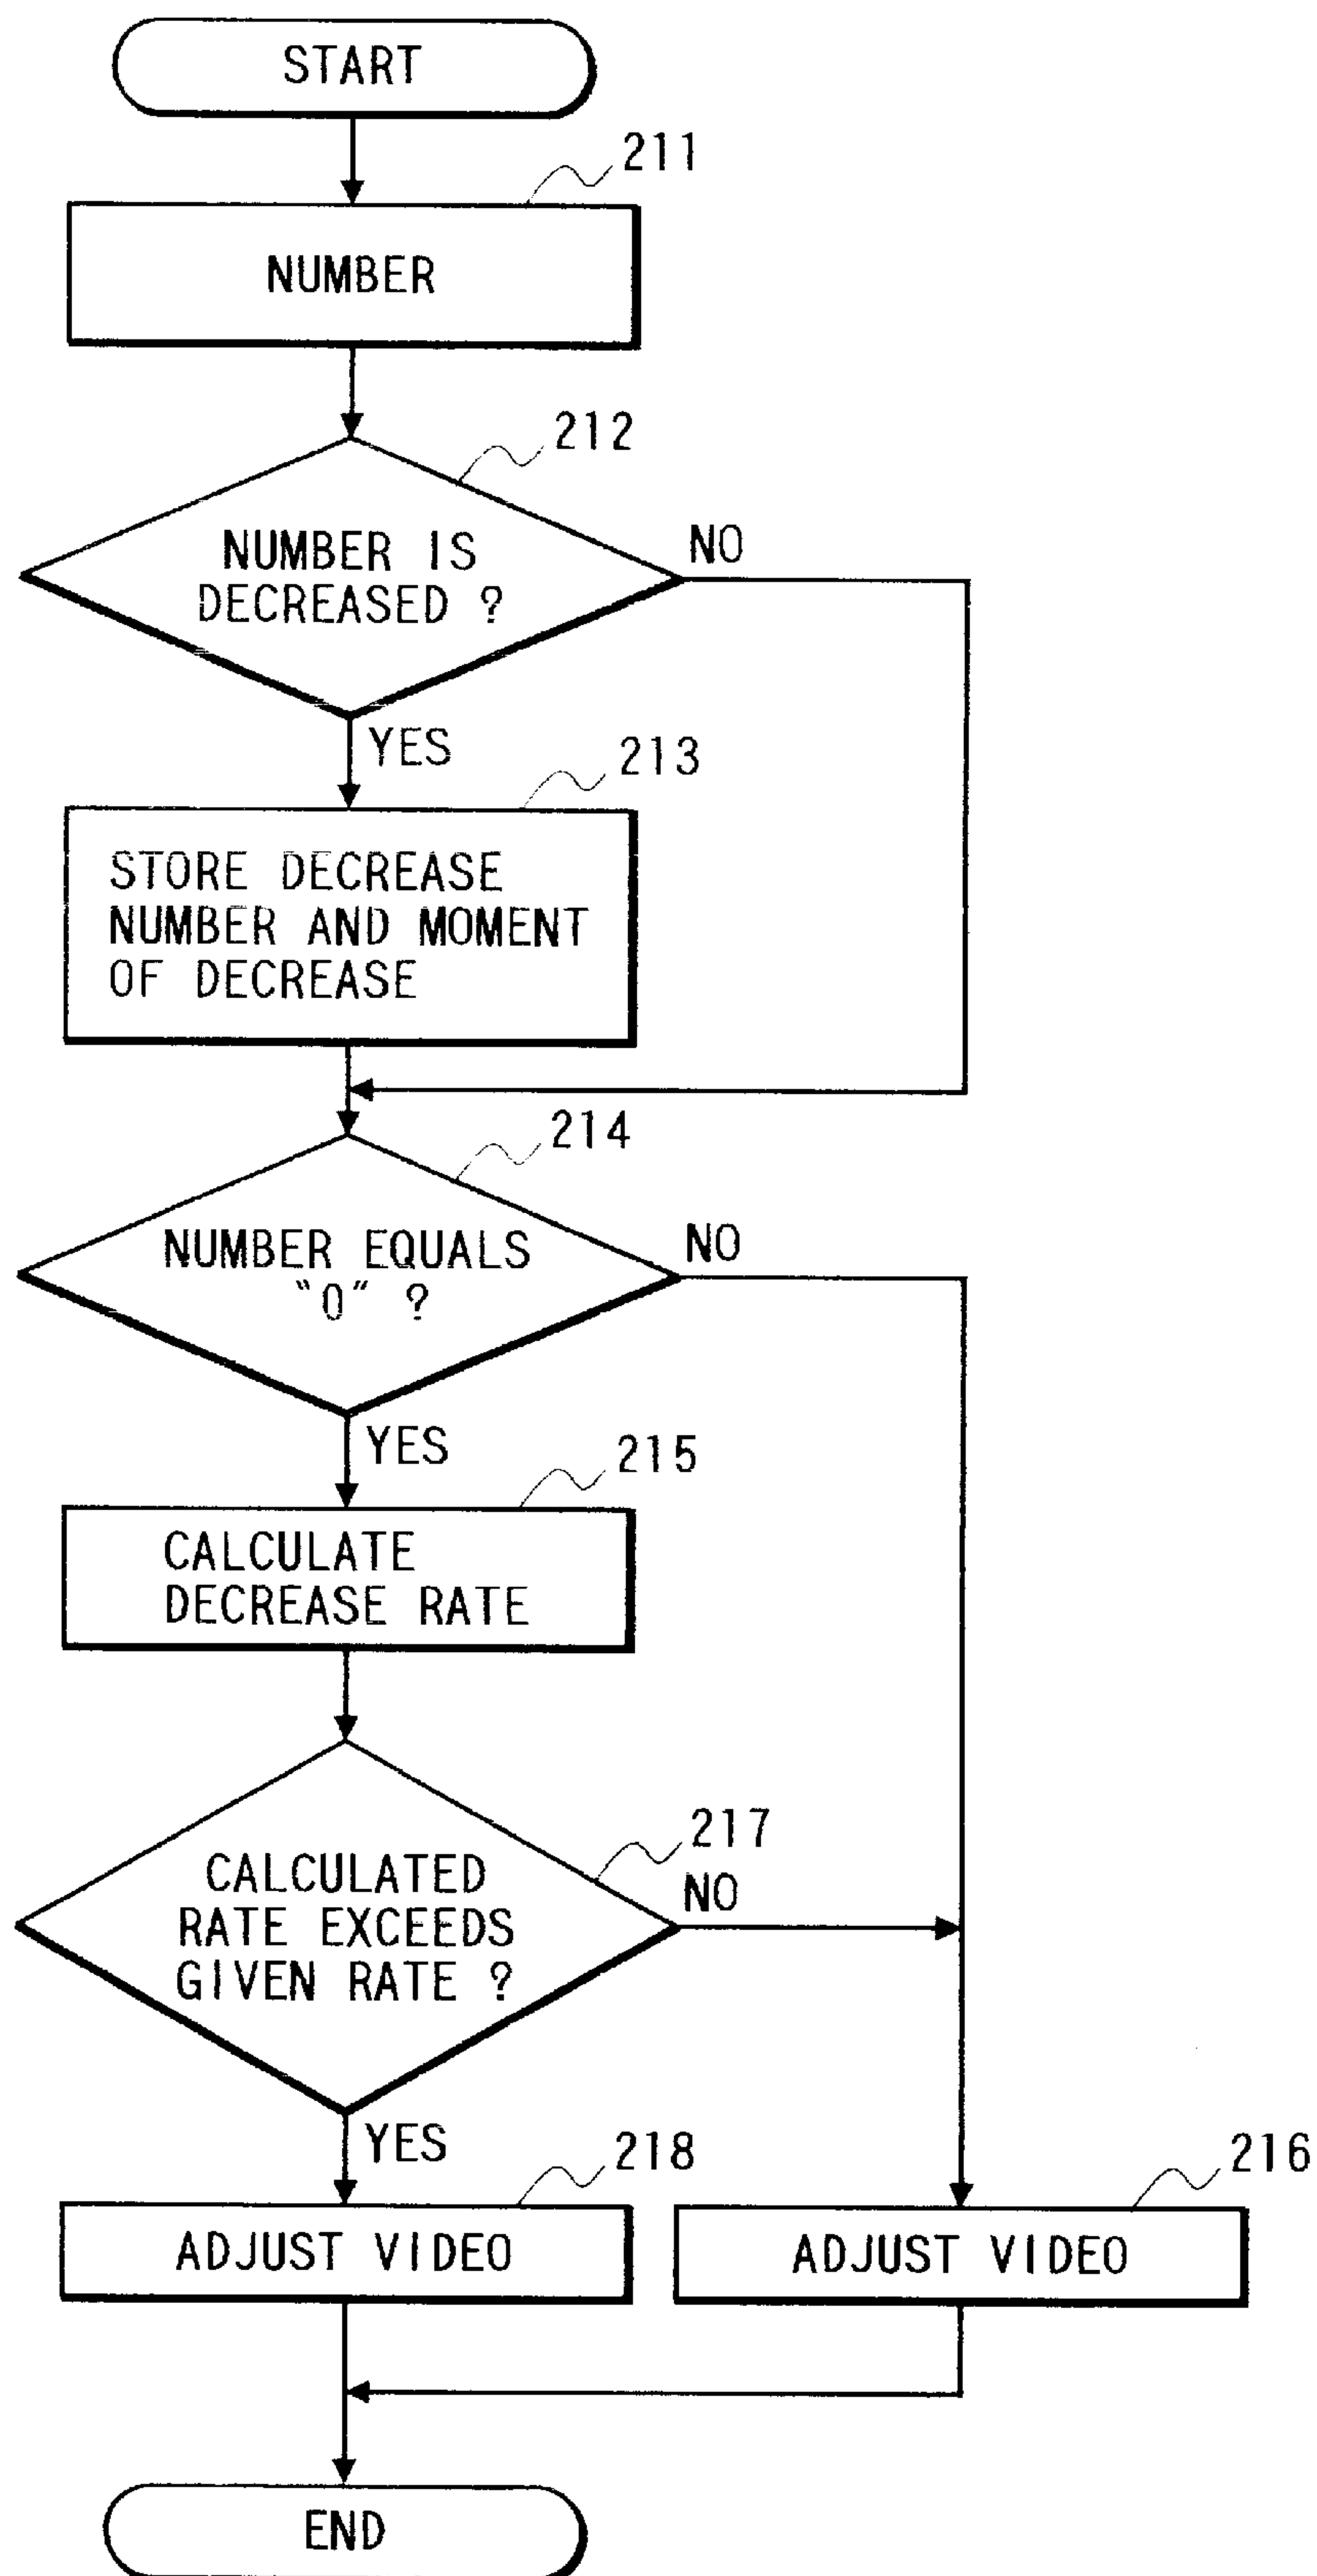 START
211
NUMBER
212
NUMBER IS
DECREASED ?
NO
YES
213
STORE DECREASE
NUMBER AND MOMENT
OF DECREASE
214
NUMBER EQUALS
"0" ?
NO
YES
215
CALCULATE
DECREASE RATE
217
CALCULATED
RATE EXCEEDS
GIVEN RATE ?
NO
YES
218
ADJUST VIDEO
216
ADJUST VIDEO
END